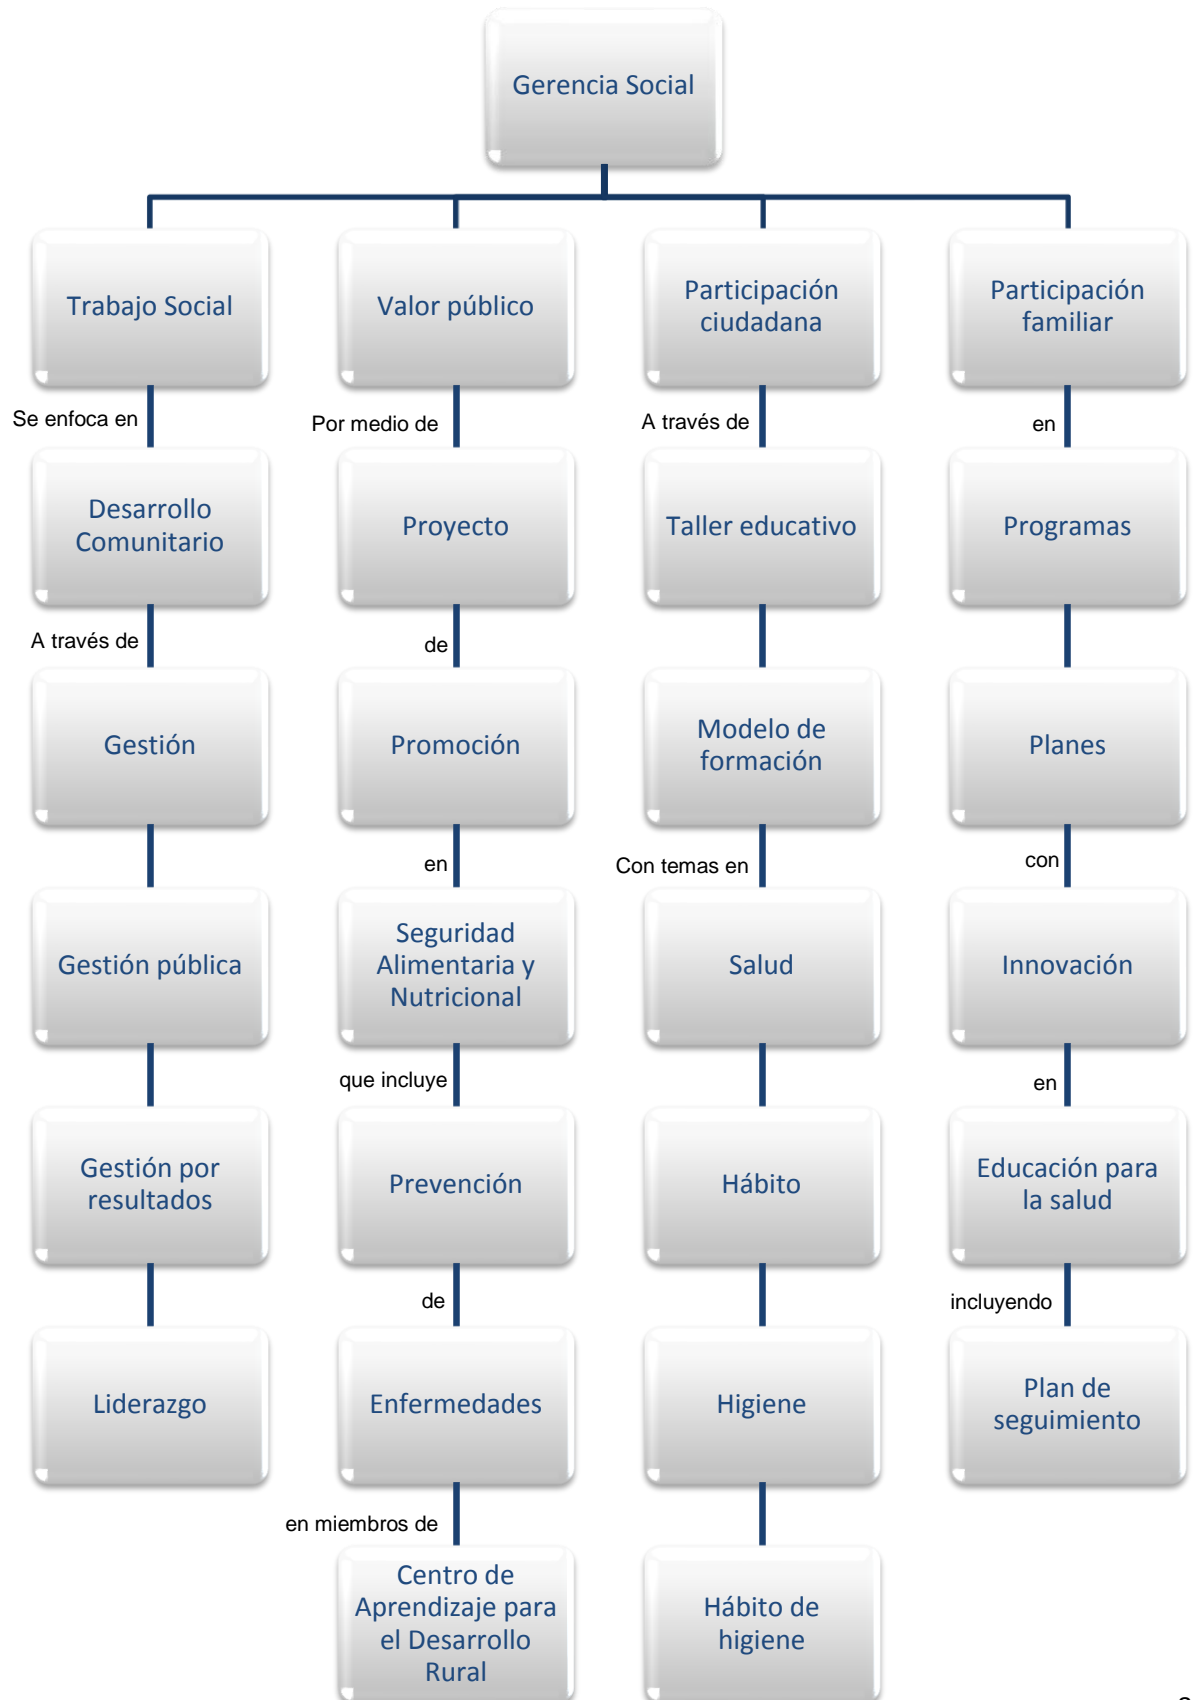 Gerencia Social
Trabajo Social
Valor público
Participación
ciudadana
Participación
familiar
Se enfoca en
Por medio de
A través de
en
Desarrollo
Comunitario
Proyecto
Taller educativo
Programas
A través de
de
Gestión
Promoción
Modelo de
formación
Planes
en
Con temas en
con
Gestión pública
Seguridad
Alimentaria y
Nutricional
Salud
Innovación
que incluye
en
Gestión por
resultados
Prevención
Hábito
Educación para
la salud
de
incluyendo
Liderazgo
Enfermedades
Higiene
Plan de
seguimiento
en miembros de
Centro de
Aprendizaje para
el Desarrollo
Rural
Hábito de
higiene